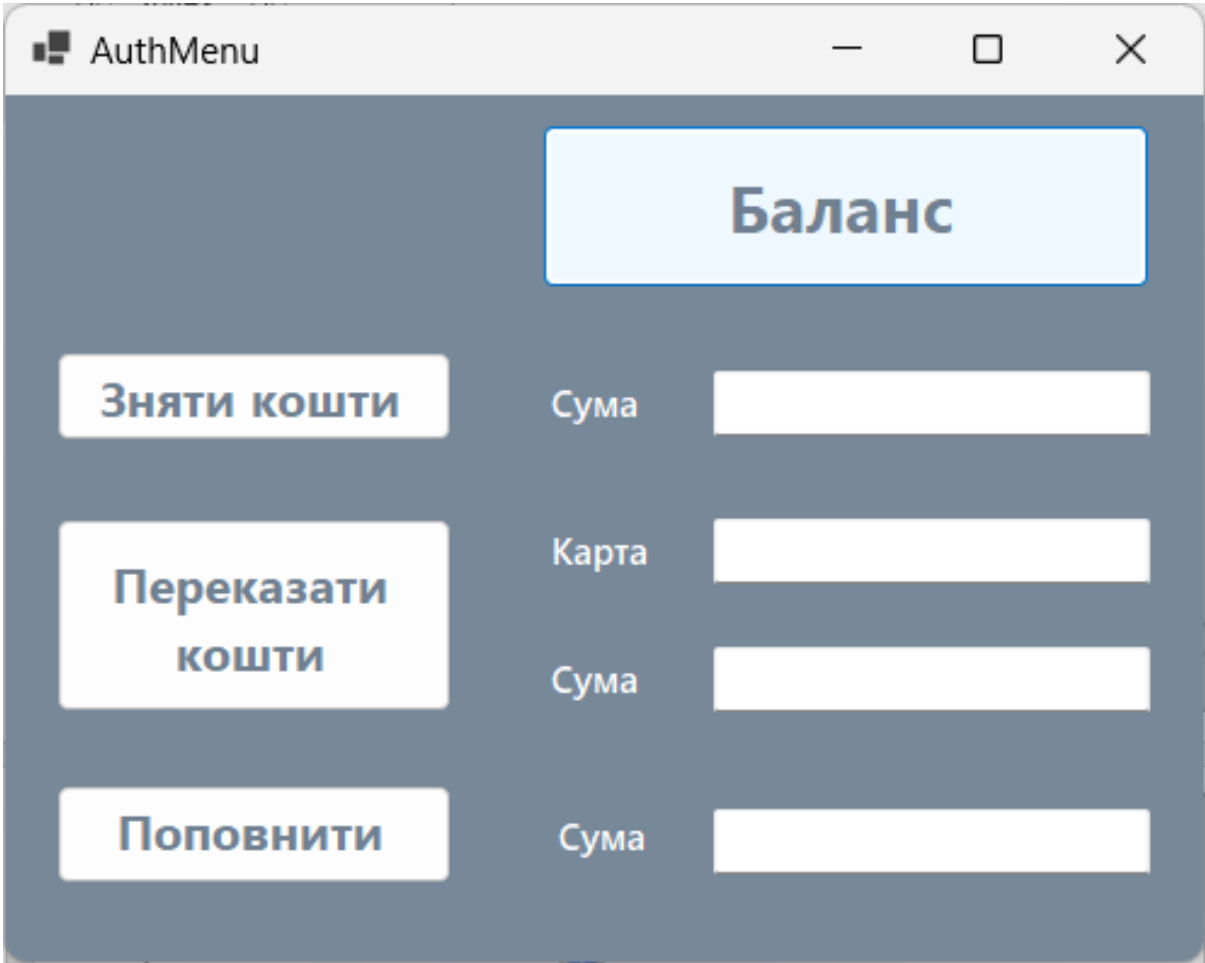 AuthMenu
Баланс
Зняти кошти
Сума
Переказати
кошти
Карта
Сума
Поповнити
Сума